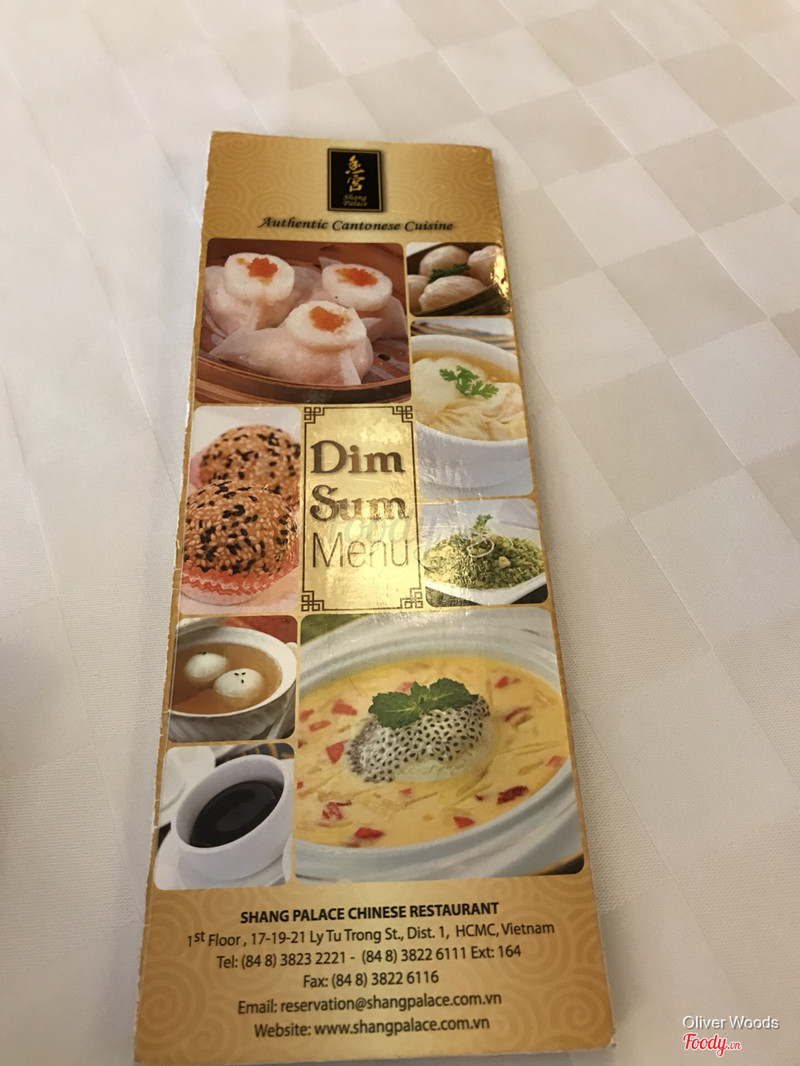 宫
Shang
Palace
Authentic Cantonese Cuisine
Dim
Sum
Menu
SHANG PALACE CHINESE RESTAURANT
1st Floor , 17-19-21 Ly Tu Trong St., Dist. 1, HCMC, Vietnam
Tel: (84 8) 3823 2221 - (84 8) 3822 6111 Ext: 164
Fax: (84 8) 3822 6116
Email: reservation@shangpalace.com.vn
Website: www.shangpalace.com.vn
Oliver Woods
Foody.vn